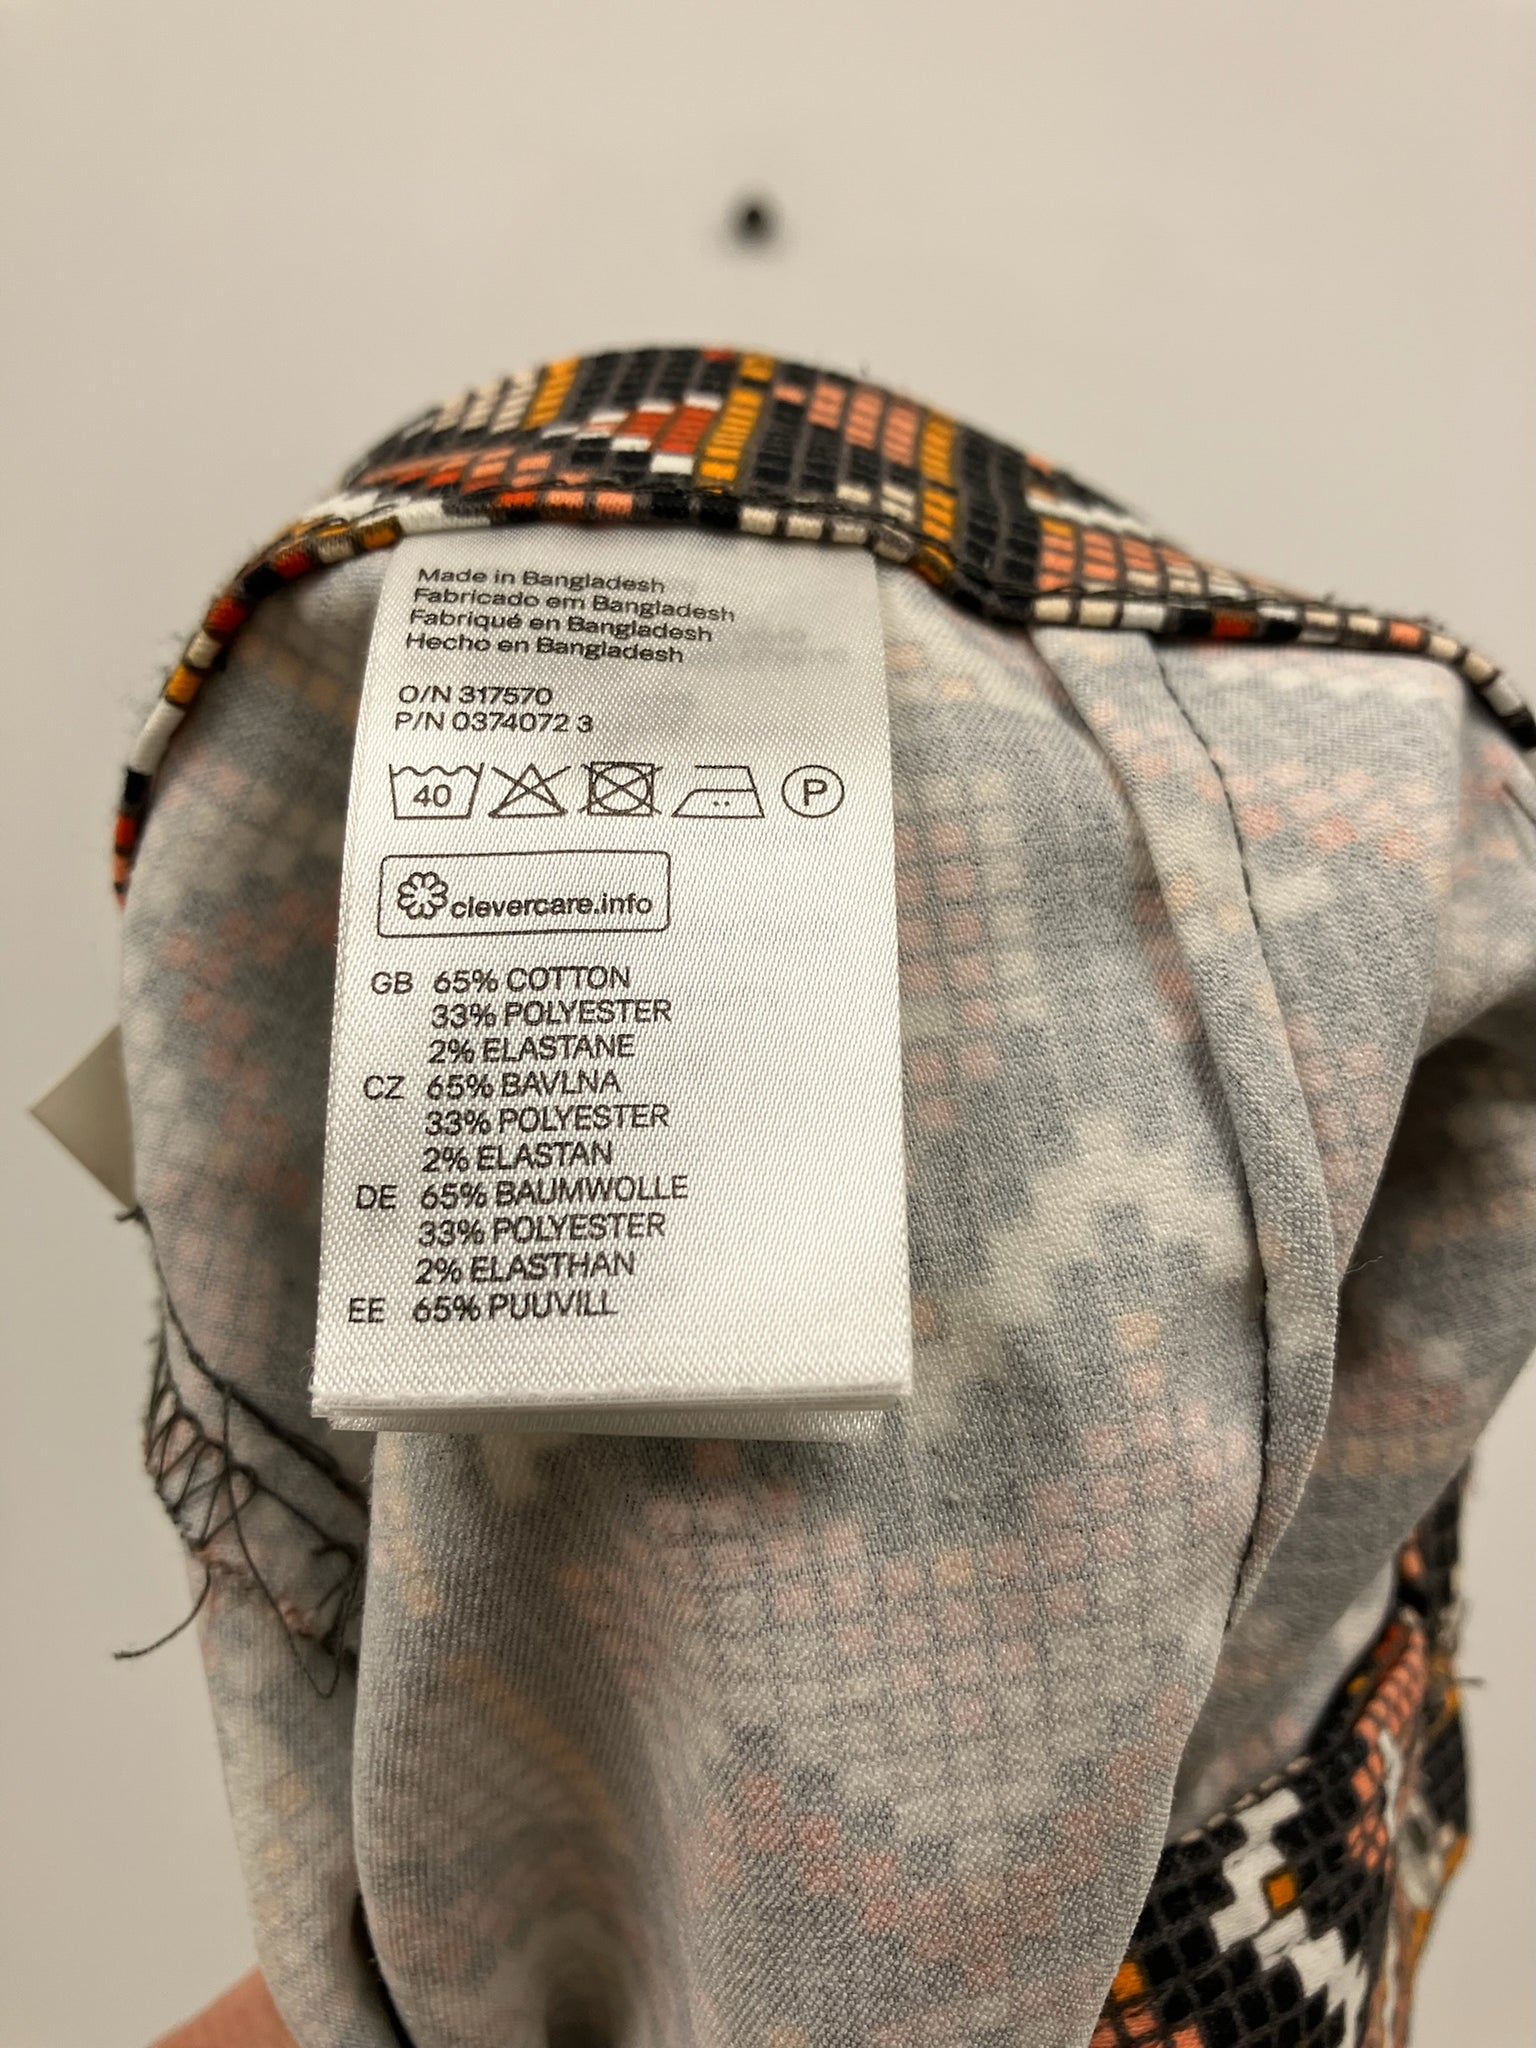 Made in Bangladesh
Fabricado em Bangladesh
Fabriqué en Bangladesh
Hecho en Bangladesh
O/N 317570
P/N 0374072 3
40 P
clevercare.info
GB 65% COTTON
33% POLYESTER
2% ELASTANE
CZ 65% BAVLNA
33% POLYESTER
2% ELASTAN
DE 65% BAUMWOLLE
33% POLYESTER
2% ELASTHAN
EE 65% PUUVILL